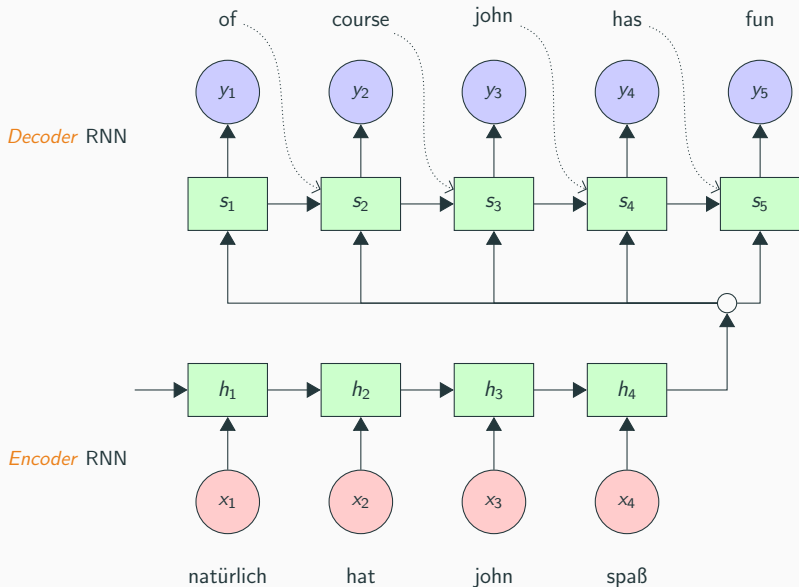 of course john has fun
y1 y2 y3 y4 y5
Decoder RNN
s1 s2 s3 s4 s5
h1 h2 h3 h4
Encoder RNN
x1 x2 x3 x4
natürlich hat john spaß